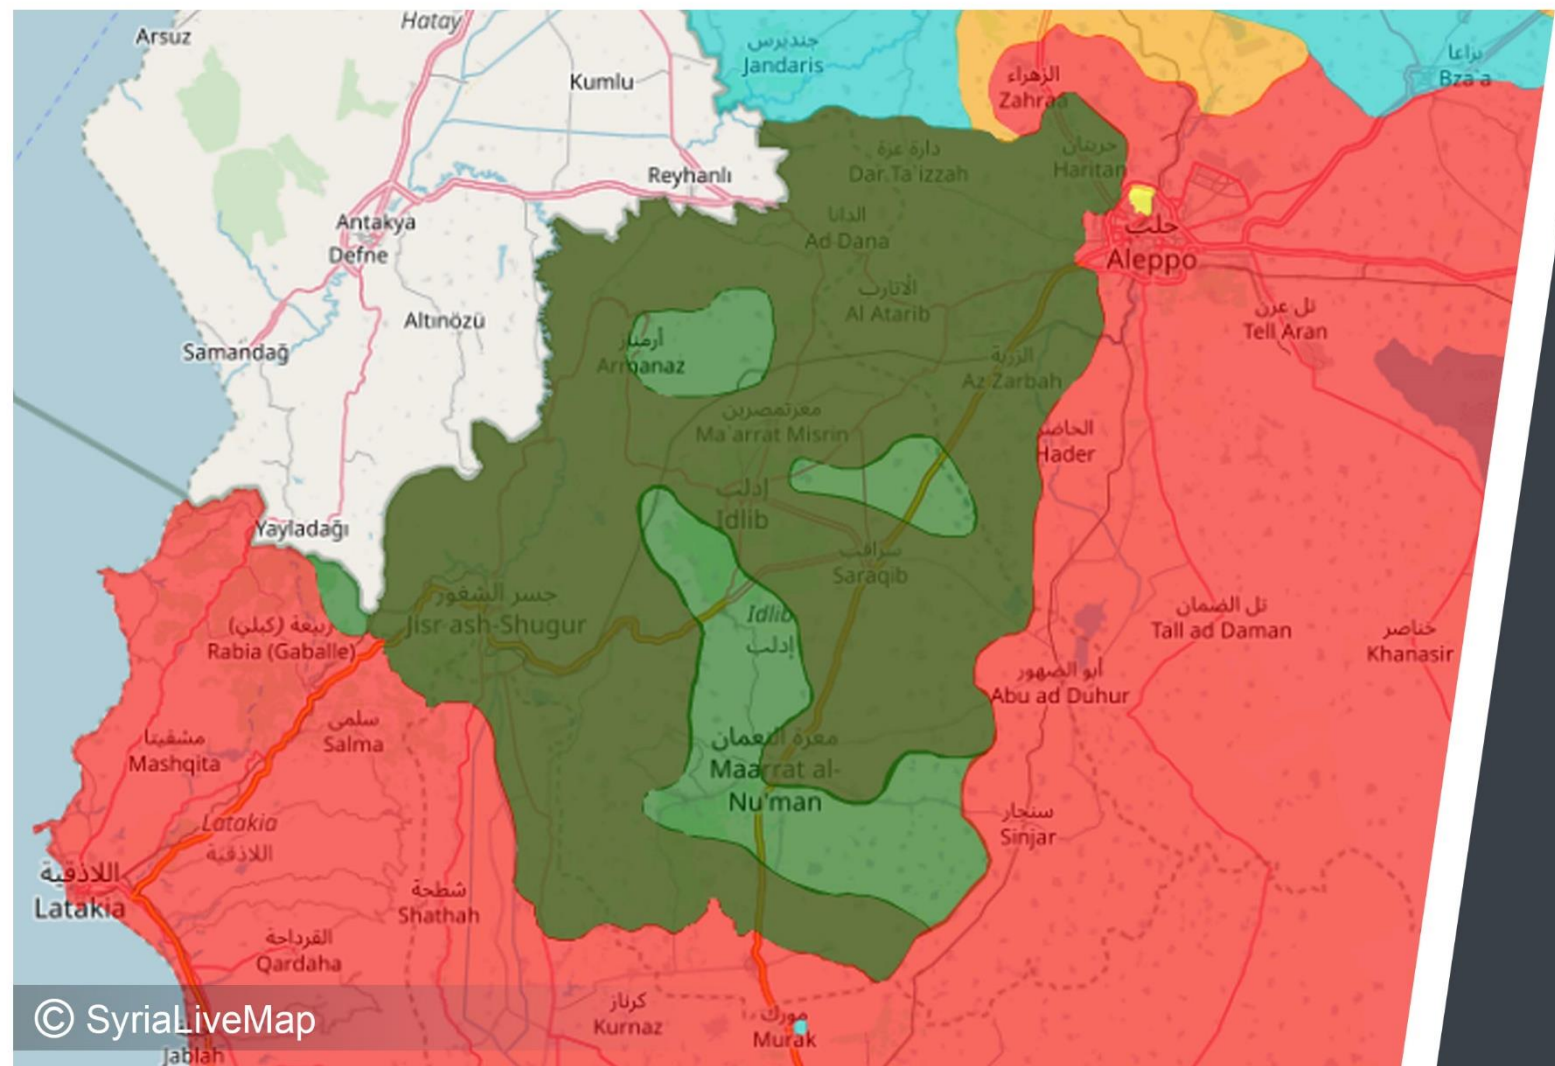 Hatay
Arsuz
Kumlu
جنديرس
Jandaris
براعا
Bza'a
الزهراء
Zahraa
دارة عزة
Dar Ta'izzah
حريتان
Haritan
Reyhanlı
Antakya
Defne
الدانا
Ad Dana
حلب
Aleppo
الأتارب
Al Atarib
تل عرن
Tell Aran
Altınözü
Samandağ
أرمناز
Armanaz
الزربة
Az Zarbah
معرتمصرين
Ma'arrat Misrin
الحاضر
Hader
إدلب
Idlib
Yayladağı
سراقب
Saraqib
جسر الشغور
Jisr ash-Shugur
Idlib
إدلب
ربيعة (كبلي)
Rabia (Gaballe)
تل الضمان
Tall ad Daman
خناصر
Khanasir
أبو الضهور
Abu ad Duhur
سلمى
Salma
مشقيتا
Mashqita
معرة النعمان
Maarrat al-
Nu'man
سنجار
Sinjar
Latakia
اللاذقية
اللاذقية
Latakia
شطحة
Shathah
القرداحة
Qardaha
كرناز
Kurnaz
مورك
Murak
© SyriaLiveMap
Jablah